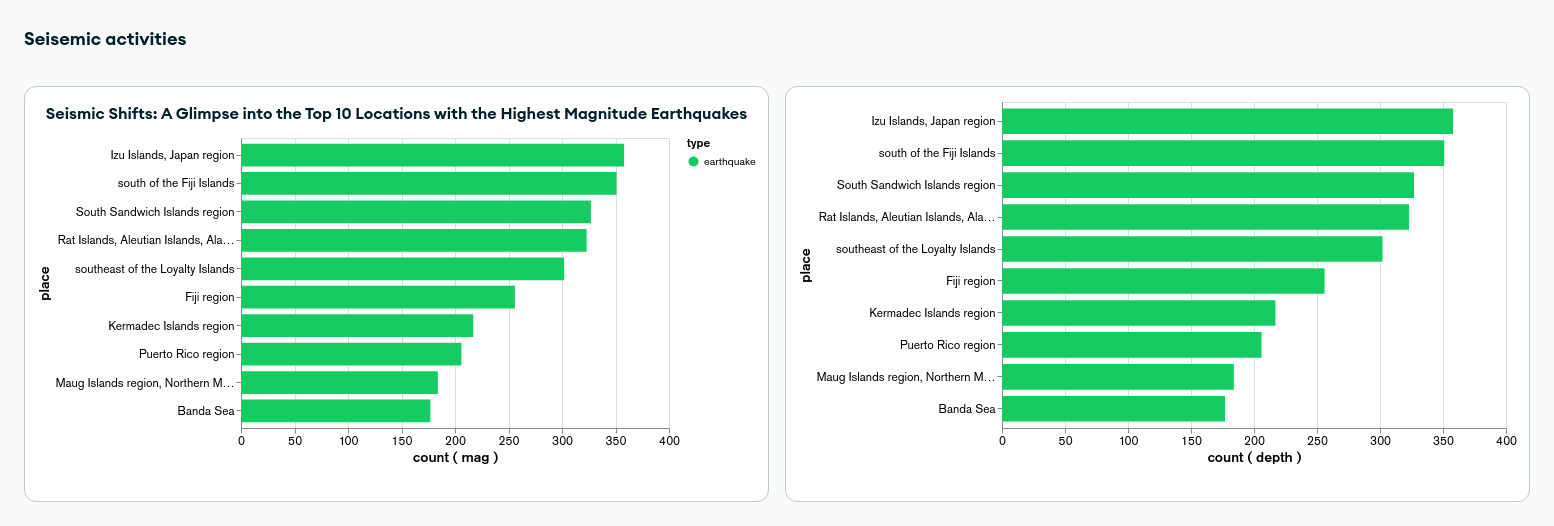 Seisemic activities
Seismic Shifts: A Glimpse into the Top 10 Locations with the Highest Magnitude Earthquakes
type
earthquake
place
Izu Islands, Japan region
south of the Fiji Islands
South Sandwich Islands region
Rat Islands, Aleutian Islands, Ala…
southeast of the Loyalty Islands
Fiji region
Kermadec Islands region
Puerto Rico region
Maug Islands region, Northern M…
Banda Sea
0 50 100 150 200 250 300 350 400
count ( mag )
place
Izu Islands, Japan region
south of the Fiji Islands
South Sandwich Islands region
Rat Islands, Aleutian Islands, Ala…
southeast of the Loyalty Islands
Fiji region
Kermadec Islands region
Puerto Rico region
Maug Islands region, Northern M…
Banda Sea
0 50 100 150 200 250 300 350 400
count ( depth )